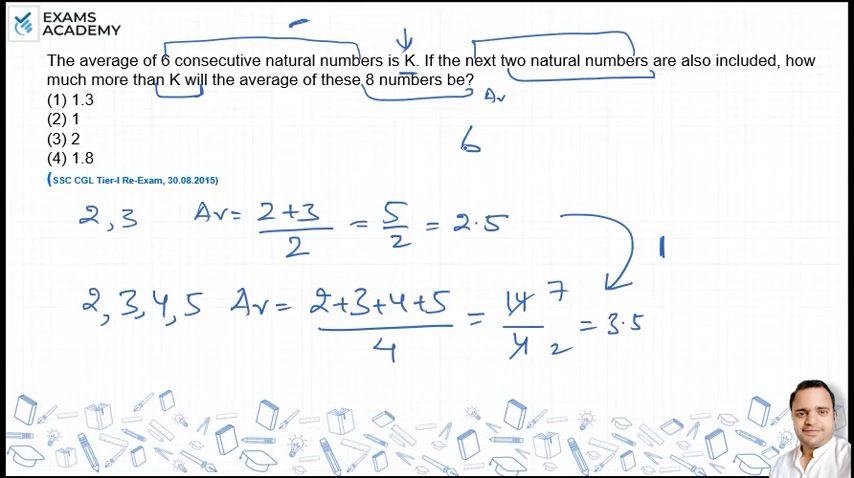 EXAMS
ACADEMY
The average of 6 consecutive natural numbers is K. If the next two natural numbers are also included, how
much more than K will the average of these 8 numbers be?
Av
(1) 1.3
(2) 1
6
(3) 2
(4) 1.8
(SSC CGL Tier-I Re-Exam, 30.08.2015)
2, 3 Av = 2+3/2 = 5/2 = 2.5
1
2, 3, 4, 5 Av = 2+3+4+5/4 = 14/4 7/2 = 3.5